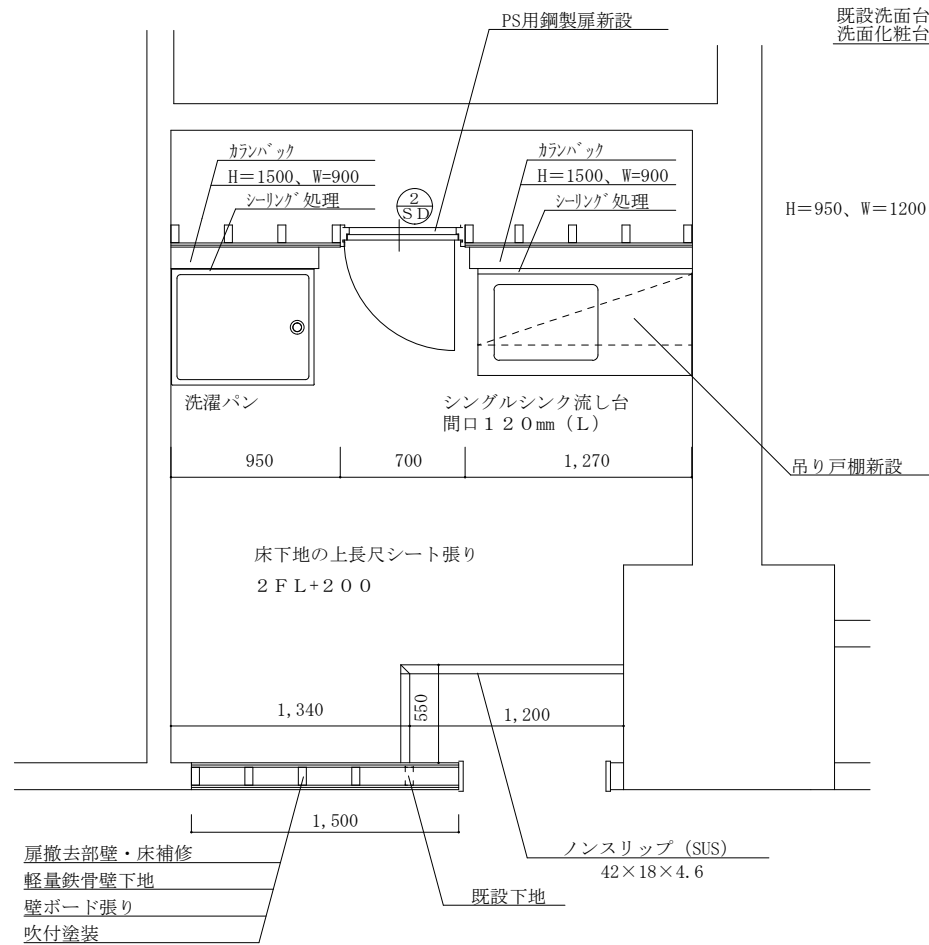 PS用鋼製扉新設
既設洗面台
洗面化粧台
カランバック
H=1500、W=900
シーリング処理
カランバック
H=1500、W=900
シーリング処理
2
SD
H=950、W=1200
洗濯パン
シングルシンク流し台
間口120㎜(L)
950
700
1,270
吊り戸棚新設
床下地の上長尺シート張り
2FL+200
1,340
550
1,200
1,500
扉撤去部壁・床補修
軽量鉄骨壁下地
壁ボード張り
吹付塗装
既設下地
ノンスリップ(SUS)
42×18×4.6